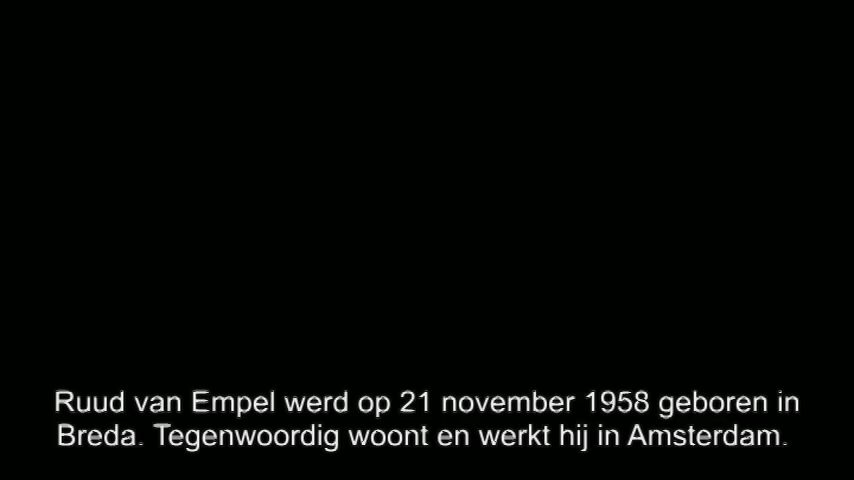 Ruud van Empel werd op 21 november 1958 geboren in
Breda. Tegenwoordig woont en werkt hij in Amsterdam.